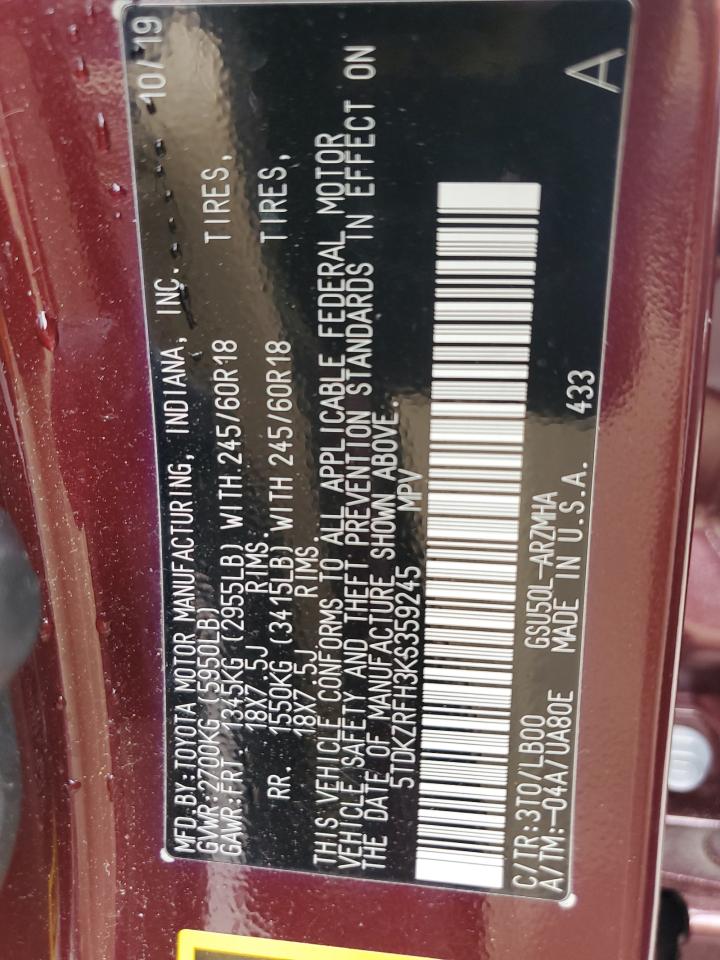 MFD.BY:TOYOTA MOTOR MANUFACTURING, INDIANA, INC. 10/19
GVWR:2700KG (5950LB)
GAWR:FRT. 1345KG (2955LB) WITH 245/60R18 TIRES,
18X7.5J RIMS.
RR. 1550KG (3415LB) WITH 245/60R18 TIRES,
18X7.5J RIMS.
THIS VEHICLE CONFORMS TO ALL APPLICABLE FEDERAL MOTOR
VEHICLE SAFETY AND THEFT PREVENTION STANDARDS IN EFFECT ON
THE DATE OF MANUFACTURE SHOWN ABOVE.
5TDKZRFH3KS359245 MPV
C/TR:3T0/LB00 GSU50L-ARZMHA
A/TM:-04A/UA80E MADE IN U.S.A. 433 A